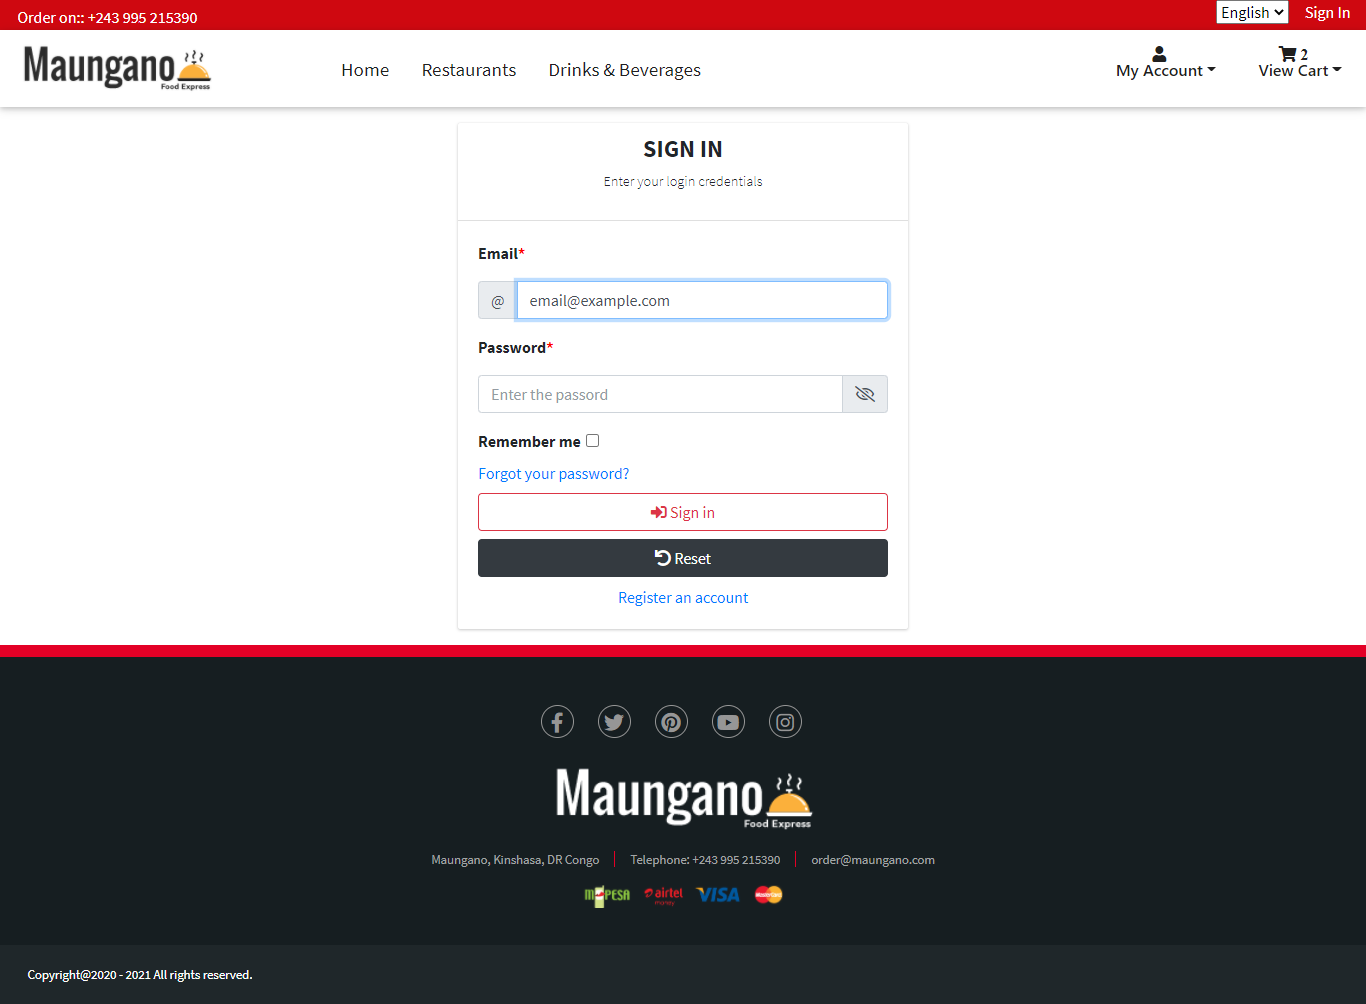 Order on:: +243 995 215390
English
Sign In
Maungano
Food Express
Home
Restaurants
Drinks & Beverages
My Account
2
View Cart
SIGN IN
Enter your login credentials
Email*
@
email@example.com
Password*
Enter the passord
Remember me
Forgot your password?
Sign in
Reset
Register an account
Maungano
Food Express
Maungano, Kinshasa, DR Congo
Telephone: +243 995 215390
order@maungano.com
M-PESA
airtel
money
VISA
MasterCard
Copyright@2020 - 2021 All rights reserved.